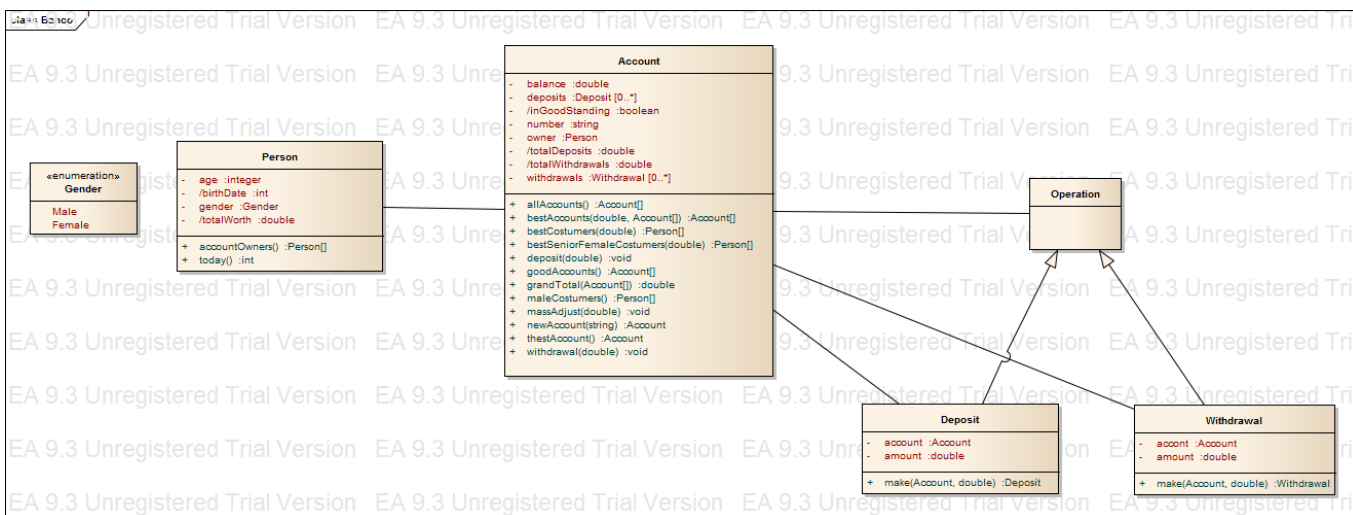 class Banco
EA 9.3 Unregistered Trial Version
«enumeration»
Gender
Male
Female
Person
- age :integer
- /birthDate :int
- gender :Gender
- /totalWorth :double
+ accountOwners() :Person[]
+ today() :int
Account
- balance :double
- deposits :Deposit [0..*]
- /inGoodStanding :boolean
- number :string
- owner :Person
- /totalDeposits :double
- /totalWithdrawals :double
- withdrawals :Withdrawal [0..*]
+ allAccounts() :Account[]
+ bestAccounts(double, Account[]) :Account[]
+ bestCostumers(double) :Person[]
+ bestSeniorFemaleCostumers(double) :Person[]
+ deposit(double) :void
+ goodAccounts() :Account[]
+ grandTotal(Account[]) :double
+ maleCostumers() :Person[]
+ massAdjust(double) :void
+ newAccount(string) :Account
+ thestAccount() :Account
+ withdrawal(double) :void
Operation
Deposit
- account :Account
- amount :double
+ make(Account, double) :Deposit
Withdrawal
- accont :Account
- amount :double
+ make(Account, double) :Withdrawal